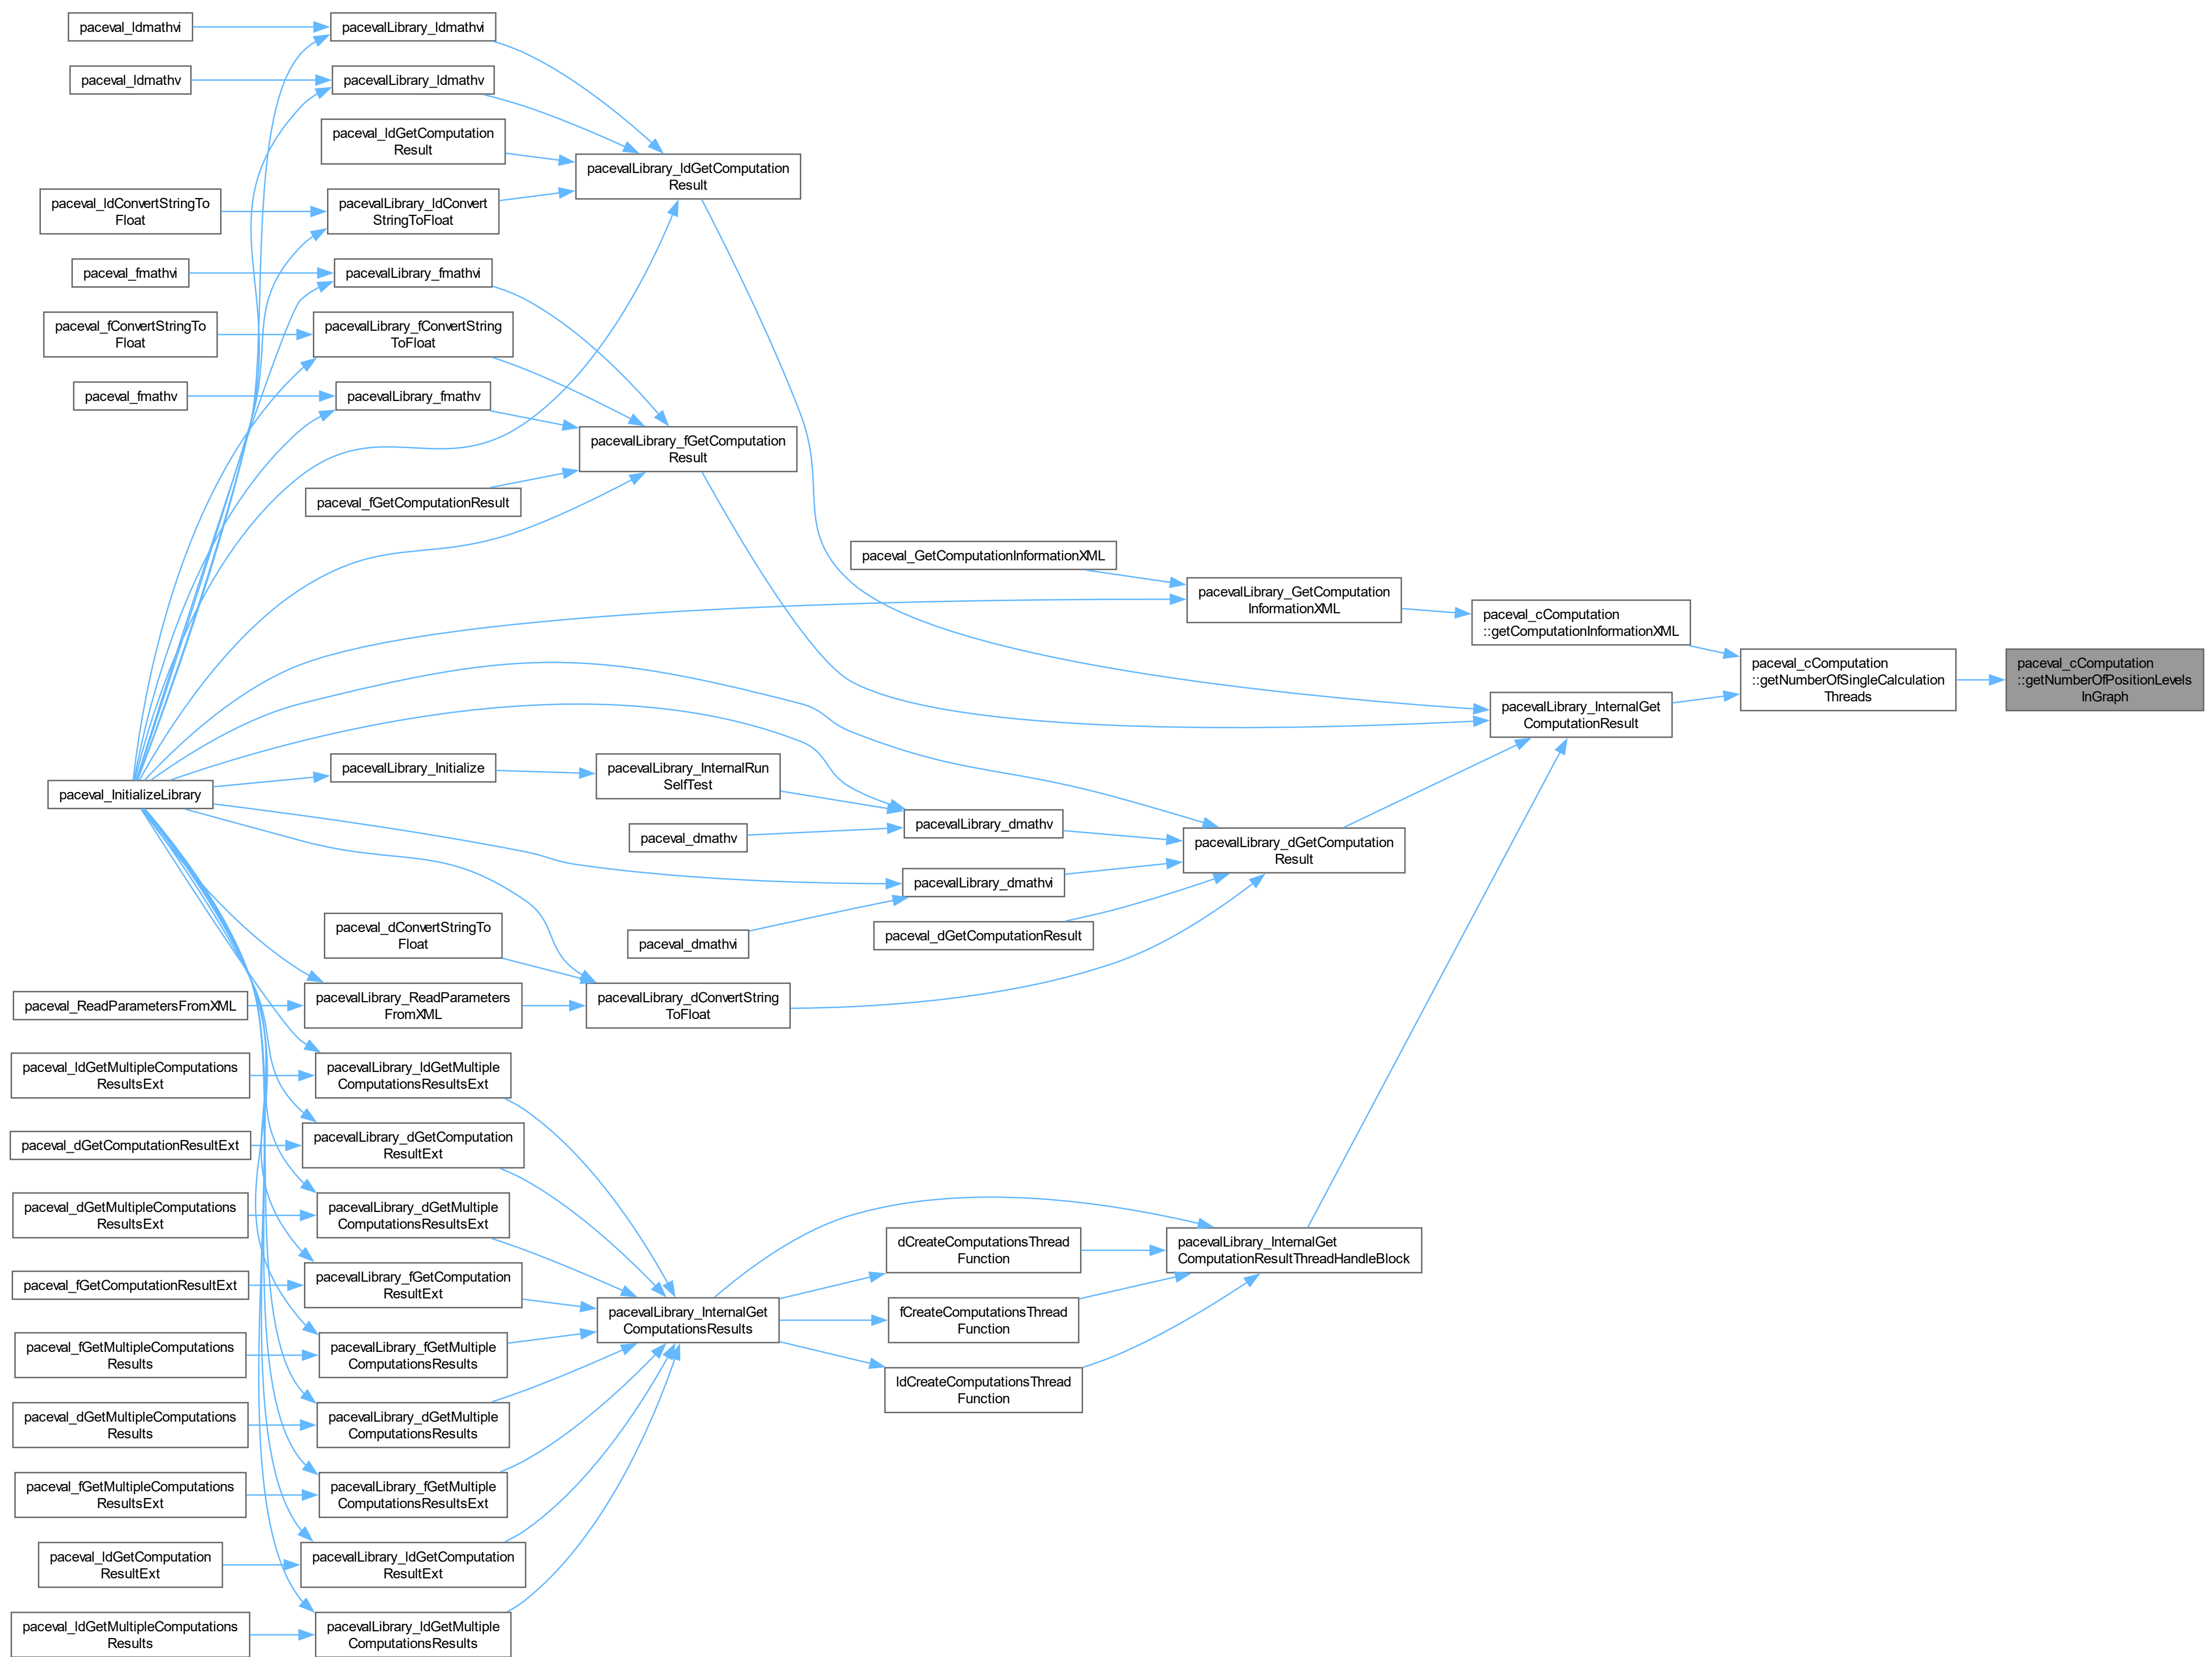 paceval_ldmathvi
pacevalLibrary_ldmathvi
paceval_ldmathv
pacevalLibrary_ldmathv
paceval_ldGetComputation
Result
pacevalLibrary_ldGetComputation
Result
paceval_ldConvertStringTo
Float
pacevalLibrary_ldConvert
StringToFloat
paceval_fmathvi
pacevalLibrary_fmathvi
paceval_fConvertStringTo
Float
pacevalLibrary_fConvertString
ToFloat
paceval_fmathv
pacevalLibrary_fmathv
pacevalLibrary_fGetComputation
Result
paceval_fGetComputationResult
paceval_GetComputationInformationXML
pacevalLibrary_GetComputation
InformationXML
paceval_cComputation
::getComputationInformationXML
paceval_cComputation
::getNumberOfSingleCalculation
Threads
paceval_cComputation
::getNumberOfPositionLevels
InGraph
pacevalLibrary_InternalGet
ComputationResult
paceval_InitializeLibrary
pacevalLibrary_Initialize
pacevalLibrary_InternalRun
SelfTest
paceval_dmathv
pacevalLibrary_dmathv
pacevalLibrary_dGetComputation
Result
pacevalLibrary_dmathvi
paceval_dmathvi
paceval_dGetComputationResult
paceval_dConvertStringTo
Float
paceval_ReadParametersFromXML
pacevalLibrary_ReadParameters
FromXML
pacevalLibrary_dConvertString
ToFloat
paceval_ldGetMultipleComputations
ResultsExt
pacevalLibrary_ldGetMultiple
ComputationsResultsExt
paceval_dGetComputationResultExt
pacevalLibrary_dGetComputation
ResultExt
paceval_dGetMultipleComputations
ResultsExt
pacevalLibrary_dGetMultiple
ComputationsResultsExt
dCreateComputationsThread
Function
pacevalLibrary_InternalGet
ComputationResultThreadHandleBlock
paceval_fGetComputationResultExt
pacevalLibrary_fGetComputation
ResultExt
pacevalLibrary_InternalGet
ComputationsResults
fCreateComputationsThread
Function
paceval_fGetMultipleComputations
Results
pacevalLibrary_fGetMultiple
ComputationsResults
ldCreateComputationsThread
Function
paceval_dGetMultipleComputations
Results
pacevalLibrary_dGetMultiple
ComputationsResults
paceval_fGetMultipleComputations
ResultsExt
pacevalLibrary_fGetMultiple
ComputationsResultsExt
paceval_ldGetComputation
ResultExt
pacevalLibrary_ldGetComputation
ResultExt
paceval_ldGetMultipleComputations
Results
pacevalLibrary_ldGetMultiple
ComputationsResults